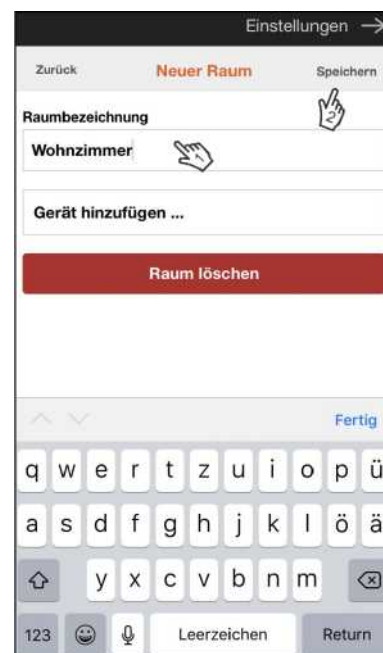 Einstellungen →
Zurück Neuer Raum Speichern
2
Raumbezeichnung
Wohnzimmer 1
Gerät hinzufügen ...
Raum löschen
Fertig
q w e r t z u i o p ü
a s d f g h j k l ö ä
y x c v b n m
123 Leerzeichen Return